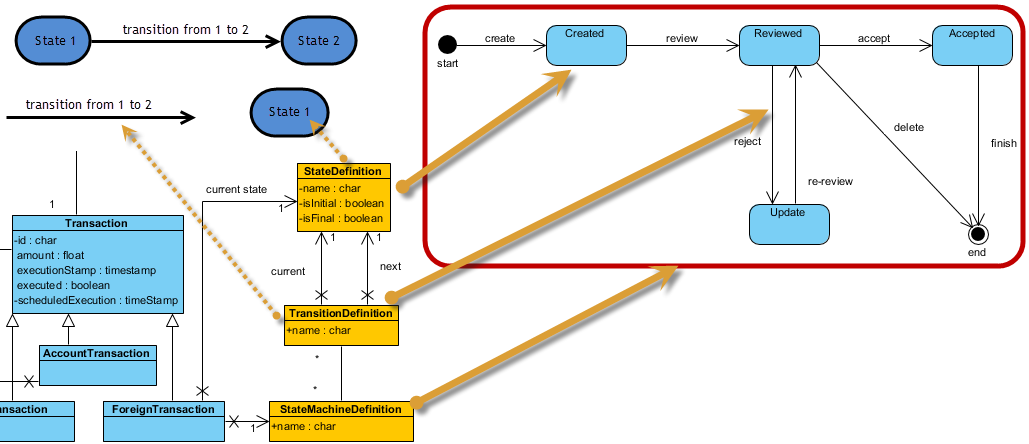 State 1
transition from 1 to 2
State 2
transition from 1 to 2
State 1
create
Created
review
Reviewed
accept
Accepted
start
delete
finish
reject
re-review
Update
end
StateDefinition
-name : char
-isInitial : boolean
-isFinal : boolean
current state
1
1
1
current
next
1
Transaction
-id : char
amount : float
executionStamp : timestamp
executed : boolean
-scheduledExecution : timeStamp
TransitionDefinition
+name : char
*
*
AccountTransaction
nsaction
ForeignTransaction
1
StateMachineDefinition
+name : char